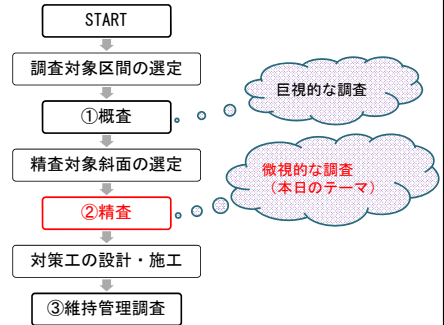 START
調査対象区間の選定
①概査
巨視的な調査
精査対象斜面の選定
微視的な調査
（本日のテーマ）
②精査
対策工の設計・施工
③維持管理調査